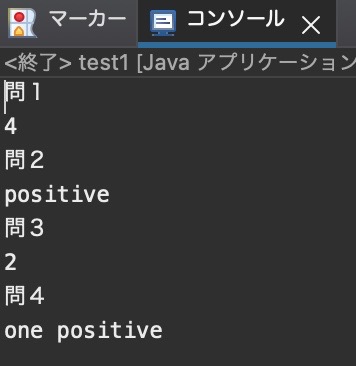 マーカー コンソール
<終了> test1 [Java アプリケーション
問１
4
問２
positive
問３
2
問４
one positive